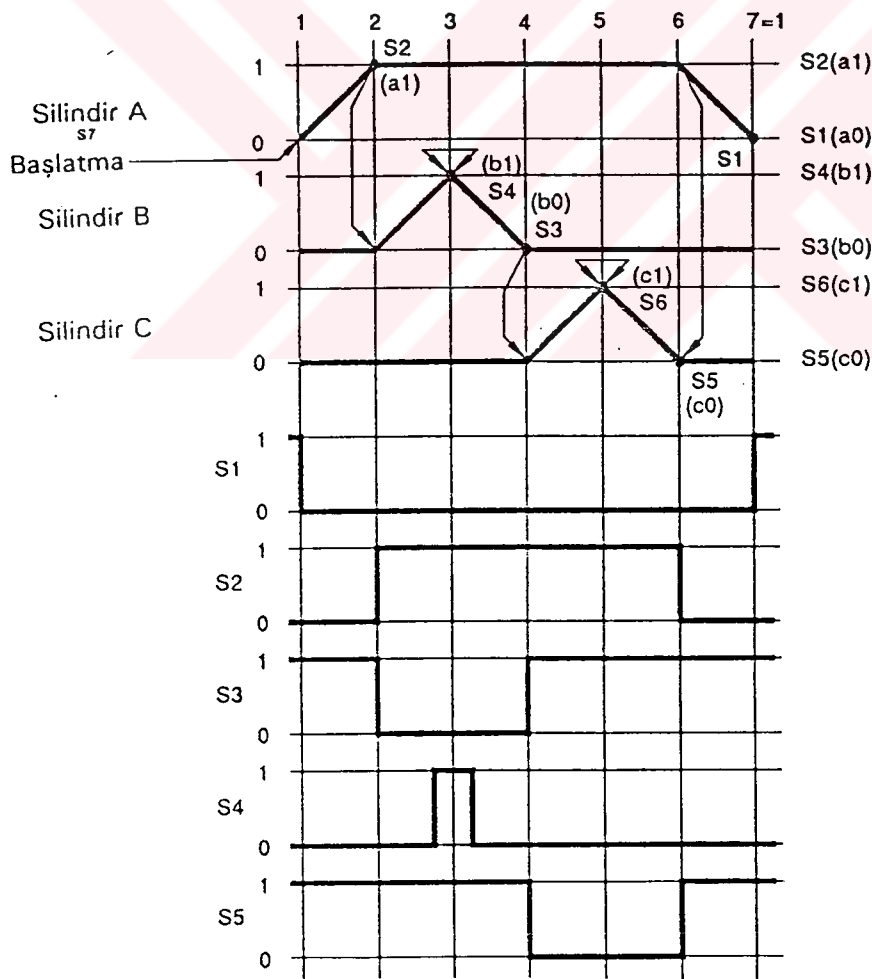 1 2 3 4 5 6 7=1
S2
1 (a1) S2(a1)
Silindir A
S7
0 S1 S1(a0)
Başlatma
1 (b1) S4(b1)
S4
(b0)
Silindir B S3
0 S3(b0)
1 (c1) S6(c1)
S6
Silindir C
0 S5(c0)
S5
(c0)
1
S1
0
1
S2
0
1
S3
0
1
S4
0
1
S5
0